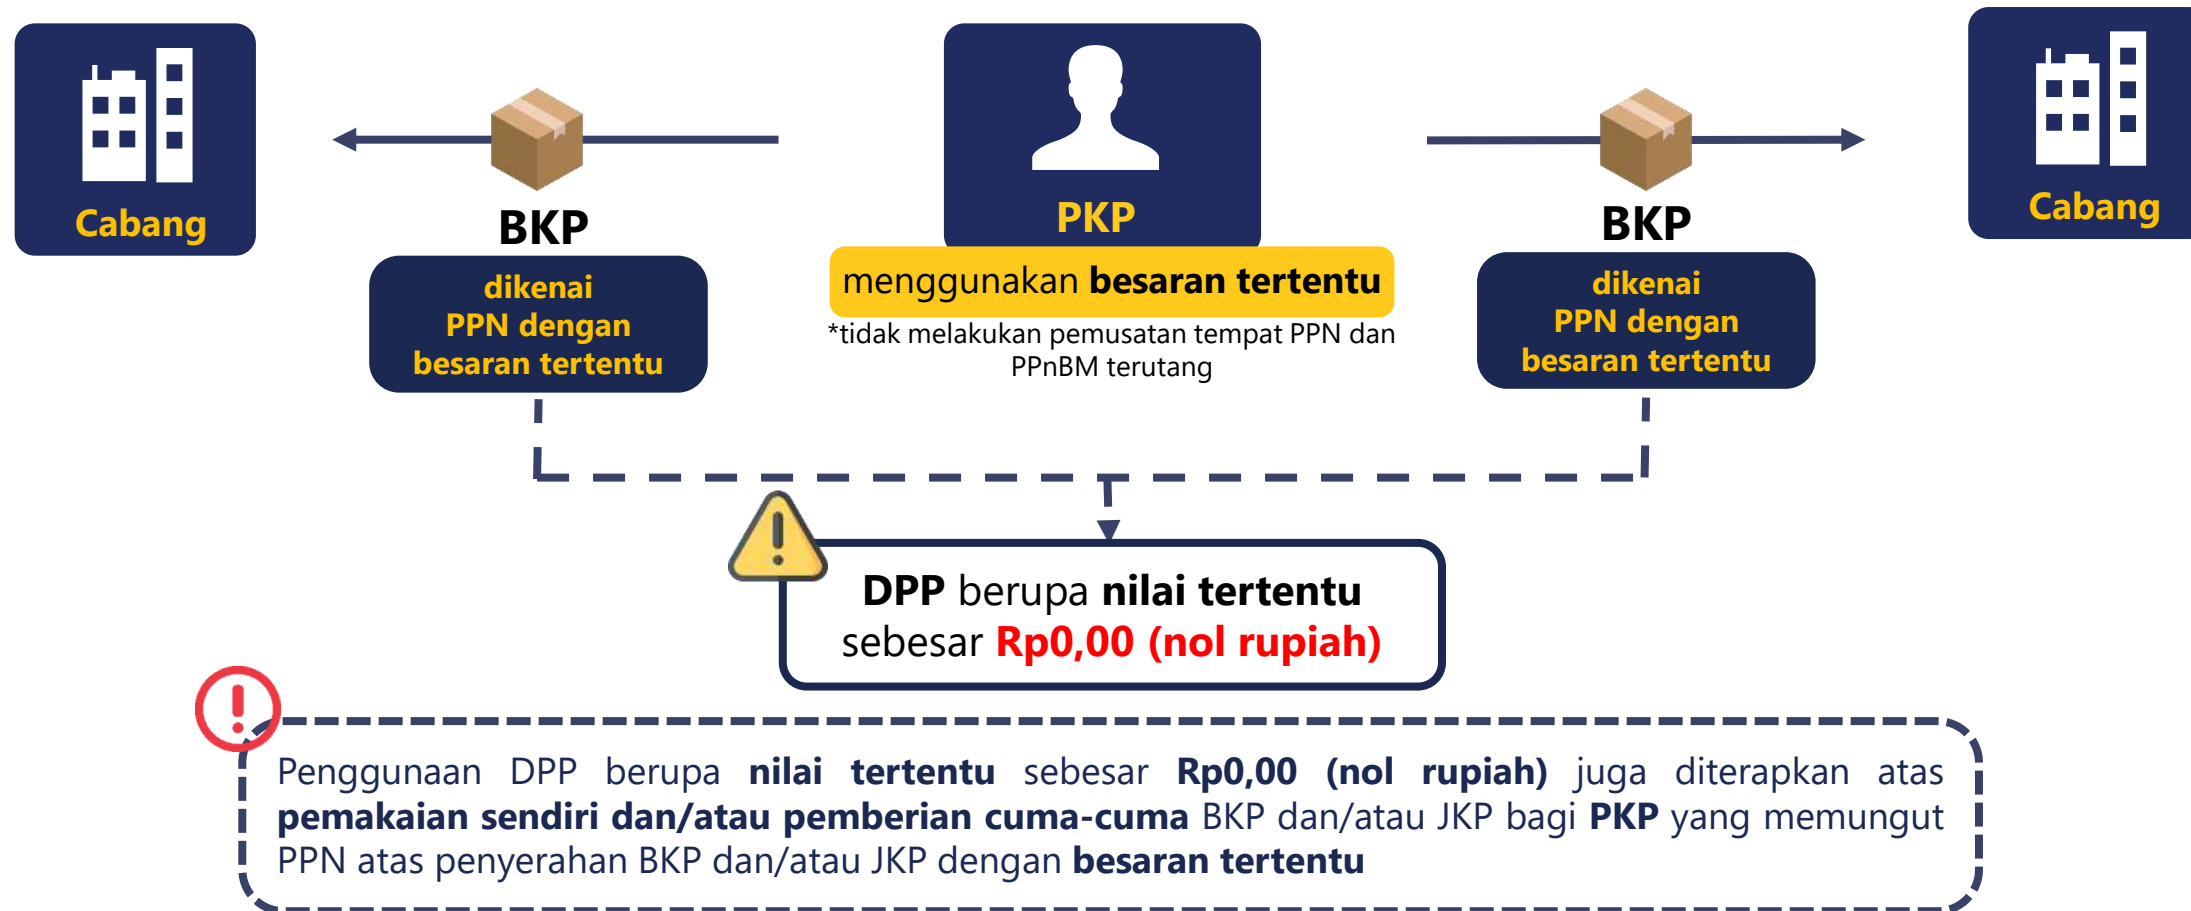 Cabang
BKP
dikenai
PPN dengan
besaran tertentu
PKP
menggunakan besaran tertentu
*tidak melakukan pemusatan tempat PPN dan
PPnBM terutang
BKP
dikenai
PPN dengan
besaran tertentu
Cabang
DPP berupa nilai tertentu
sebesar Rp0,00 (nol rupiah)
Penggunaan DPP berupa nilai tertentu sebesar Rp0,00 (nol rupiah) juga diterapkan atas
pemakaian sendiri dan/atau pemberian cuma-cuma BKP dan/atau JKP bagi PKP yang memungut
PPN atas penyerahan BKP dan/atau JKP dengan besaran tertentu